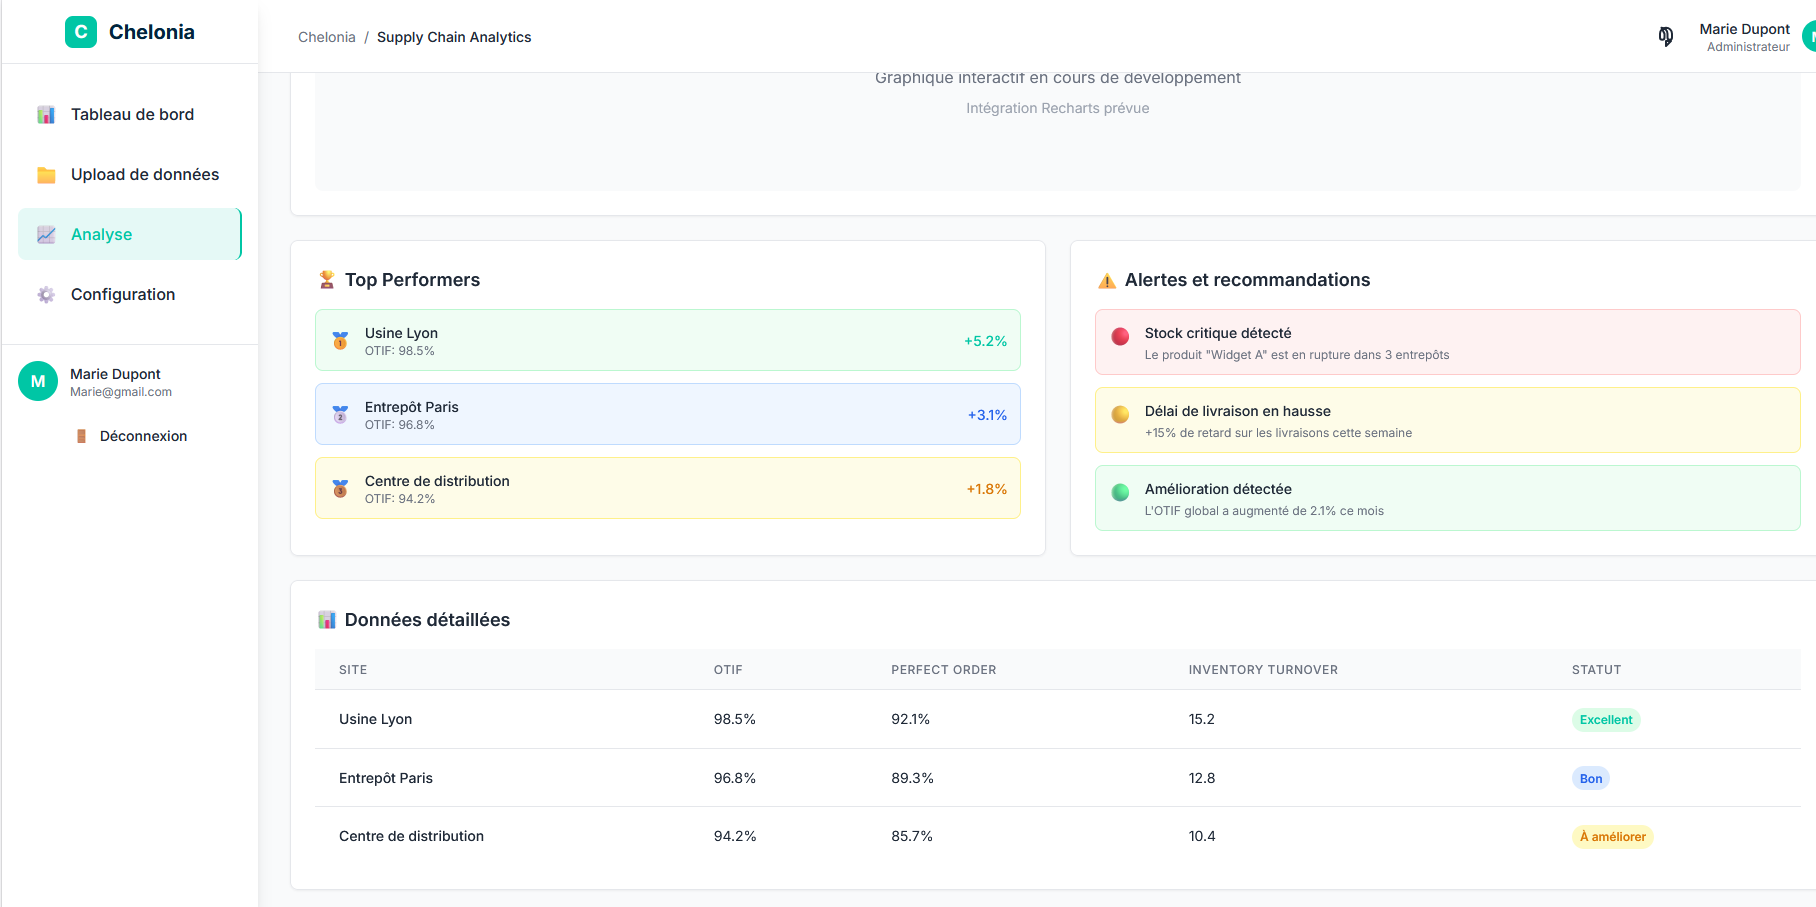 C Chelonia
Tableau de bord
Upload de données
Analyse
Configuration
M
Marie Dupont
Marie@gmail.com
Déconnexion
Chelonia / Supply Chain Analytics
Marie Dupont
Administrateur
Graphique interactif en cours de développement
Intégration Recharts prévue
Top Performers
1
Usine Lyon
OTIF: 98.5%
+5.2%
2
Entrepôt Paris
OTIF: 96.8%
+3.1%
3
Centre de distribution
OTIF: 94.2%
+1.8%
Alertes et recommandations
Stock critique détecté
Le produit "Widget A" est en rupture dans 3 entrepôts
Délai de livraison en hausse
+15% de retard sur les livraisons cette semaine
Amélioration détectée
L'OTIF global a augmenté de 2.1% ce mois
Données détaillées
SITE OTIF PERFECT ORDER INVENTORY TURNOVER STATUT
Usine Lyon 98.5% 92.1% 15.2 Excellent
Entrepôt Paris 96.8% 89.3% 12.8 Bon
Centre de distribution 94.2% 85.7% 10.4 À améliorer